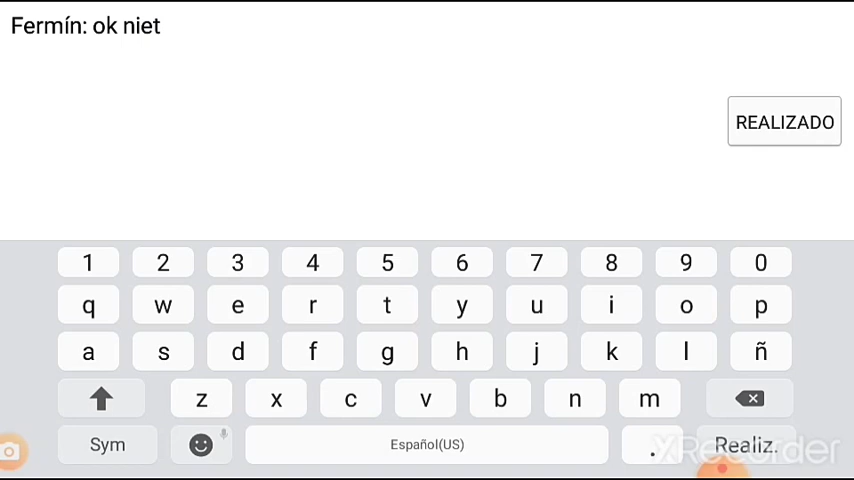 Fermín: ok niet
REALIZADO
1 2 3 4 5 6 7 8 9 0
q w e r t y u i o p
a s d f g h j k l ñ
z x c v b n m
Sym Español(US) . Realiz.
XRecorder